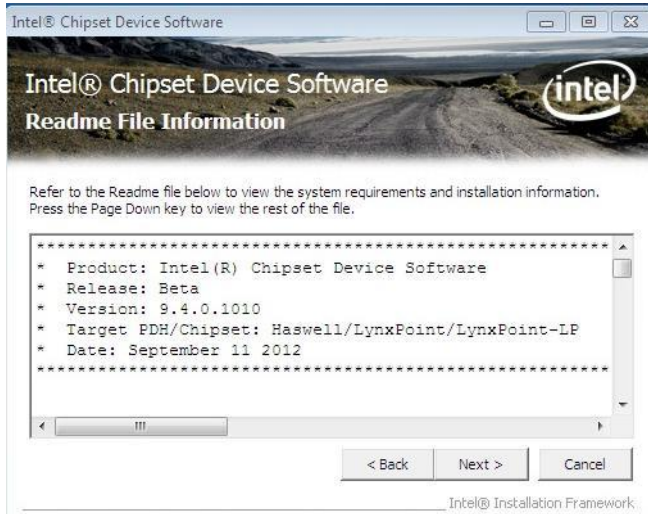 Intel® Chipset Device Software
Intel® Chipset Device Software
intel
Readme File Information
Refer to the Readme file below to view the system requirements and installation information.
Press the Page Down key to view the rest of the file.
********************************************************
*  Product: Intel(R) Chipset Device Software
*  Release: Beta
*  Version: 9.4.0.1010
*  Target PDH/Chipset: Haswell/LynxPoint/LynxPoint-LP
*  Date: September 11 2012
********************************************************
< Back Next > Cancel
Intel® Installation Framework